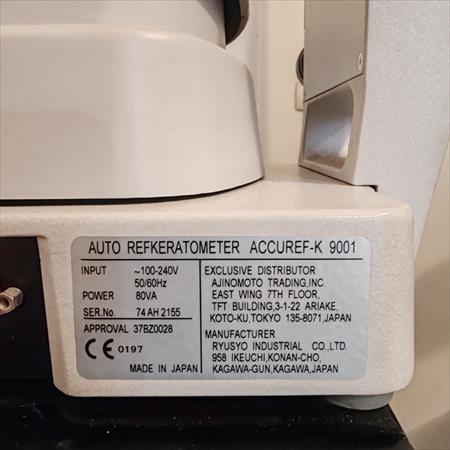 AUTO REFKERATOMETER ACCUREF-K 9001
INPUT ~100-240V
50/60Hz
POWER 80VA
SER.No. 74 AH 2155
APPROVAL 37BZ0028
CE 0197
MADE IN JAPAN
EXCLUSIVE DISTRIBUTOR
AJINOMOTO TRADING,INC.
EAST WING 7TH FLOOR,
TFT BUILDING,3-1-22 ARIAKE,
KOTO-KU,TOKYO 135-8071,JAPAN
MANUFACTURER
RYUSYO INDUSTRIAL CO.,LTD.
958 IKEUCHI,KONAN-CHO,
KAGAWA-GUN,KAGAWA,JAPAN